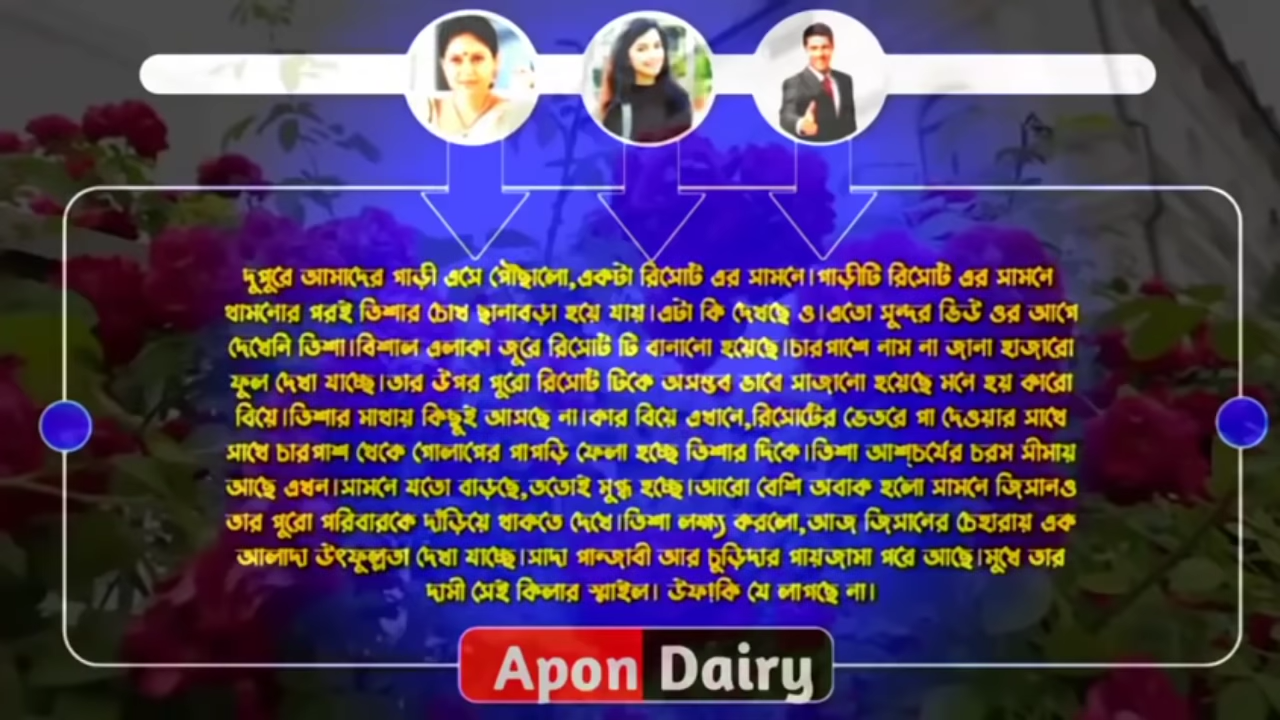 দুপুরে আমাদের গাড়ী এসে পৌঁছালো,একটা রিসোর্ট এর সামনে।গাড়ীটি রিসোর্ট এর সামনে
থামানোর পরই তিশার চোখ ছানাবড়া হয়ে যায়।এটা কি দেখছে ও।এতো সুন্দর ভিউ ওর আগে
দেখেনি তিশা।বিশাল এলাকা জুরে রিসোর্ট টি বানানো হয়েছে।চারপাশে নাম না জানা হাজারো
ফুল দেখা যাচ্ছে।তার উপর পুরো রিসোর্ট টিকে অসম্ভব ভাবে সাজানো হয়েছে মনে হয় কারো
বিয়ে।তিশার মাথায় কিছুই আসছে না।কার বিয়ে এখানে,রিসোর্টের ভেতরে পা দেওয়ার সাথে
সাথে চারপাশ থেকে গোলাপের পাপড়ি ফেলা হচ্ছে তিশার দিকে।তিশা আশ্চর্যের চরম সীমায়
আছে এখন।সামনে যতো বাড়ছে,ততোই মুগ্ধ হচ্ছে।আরো বেশি অবাক হলো সামনে জিসানও
তার পুরো পরিবারকে দাঁড়িয়ে থাকতে দেখে।তিশা লক্ষ্য করলো,আজ জিসানের চেহারায় এক
আলাদা উৎফুল্লতা দেখা যাচ্ছে।সাদা পান্জাবী আর চুড়িদার পায়জামা পরে আছে।মুখে তার
দামী সেই কিলার স্মাইল। উফাকি যে লাগছে না।
Apon Dairy